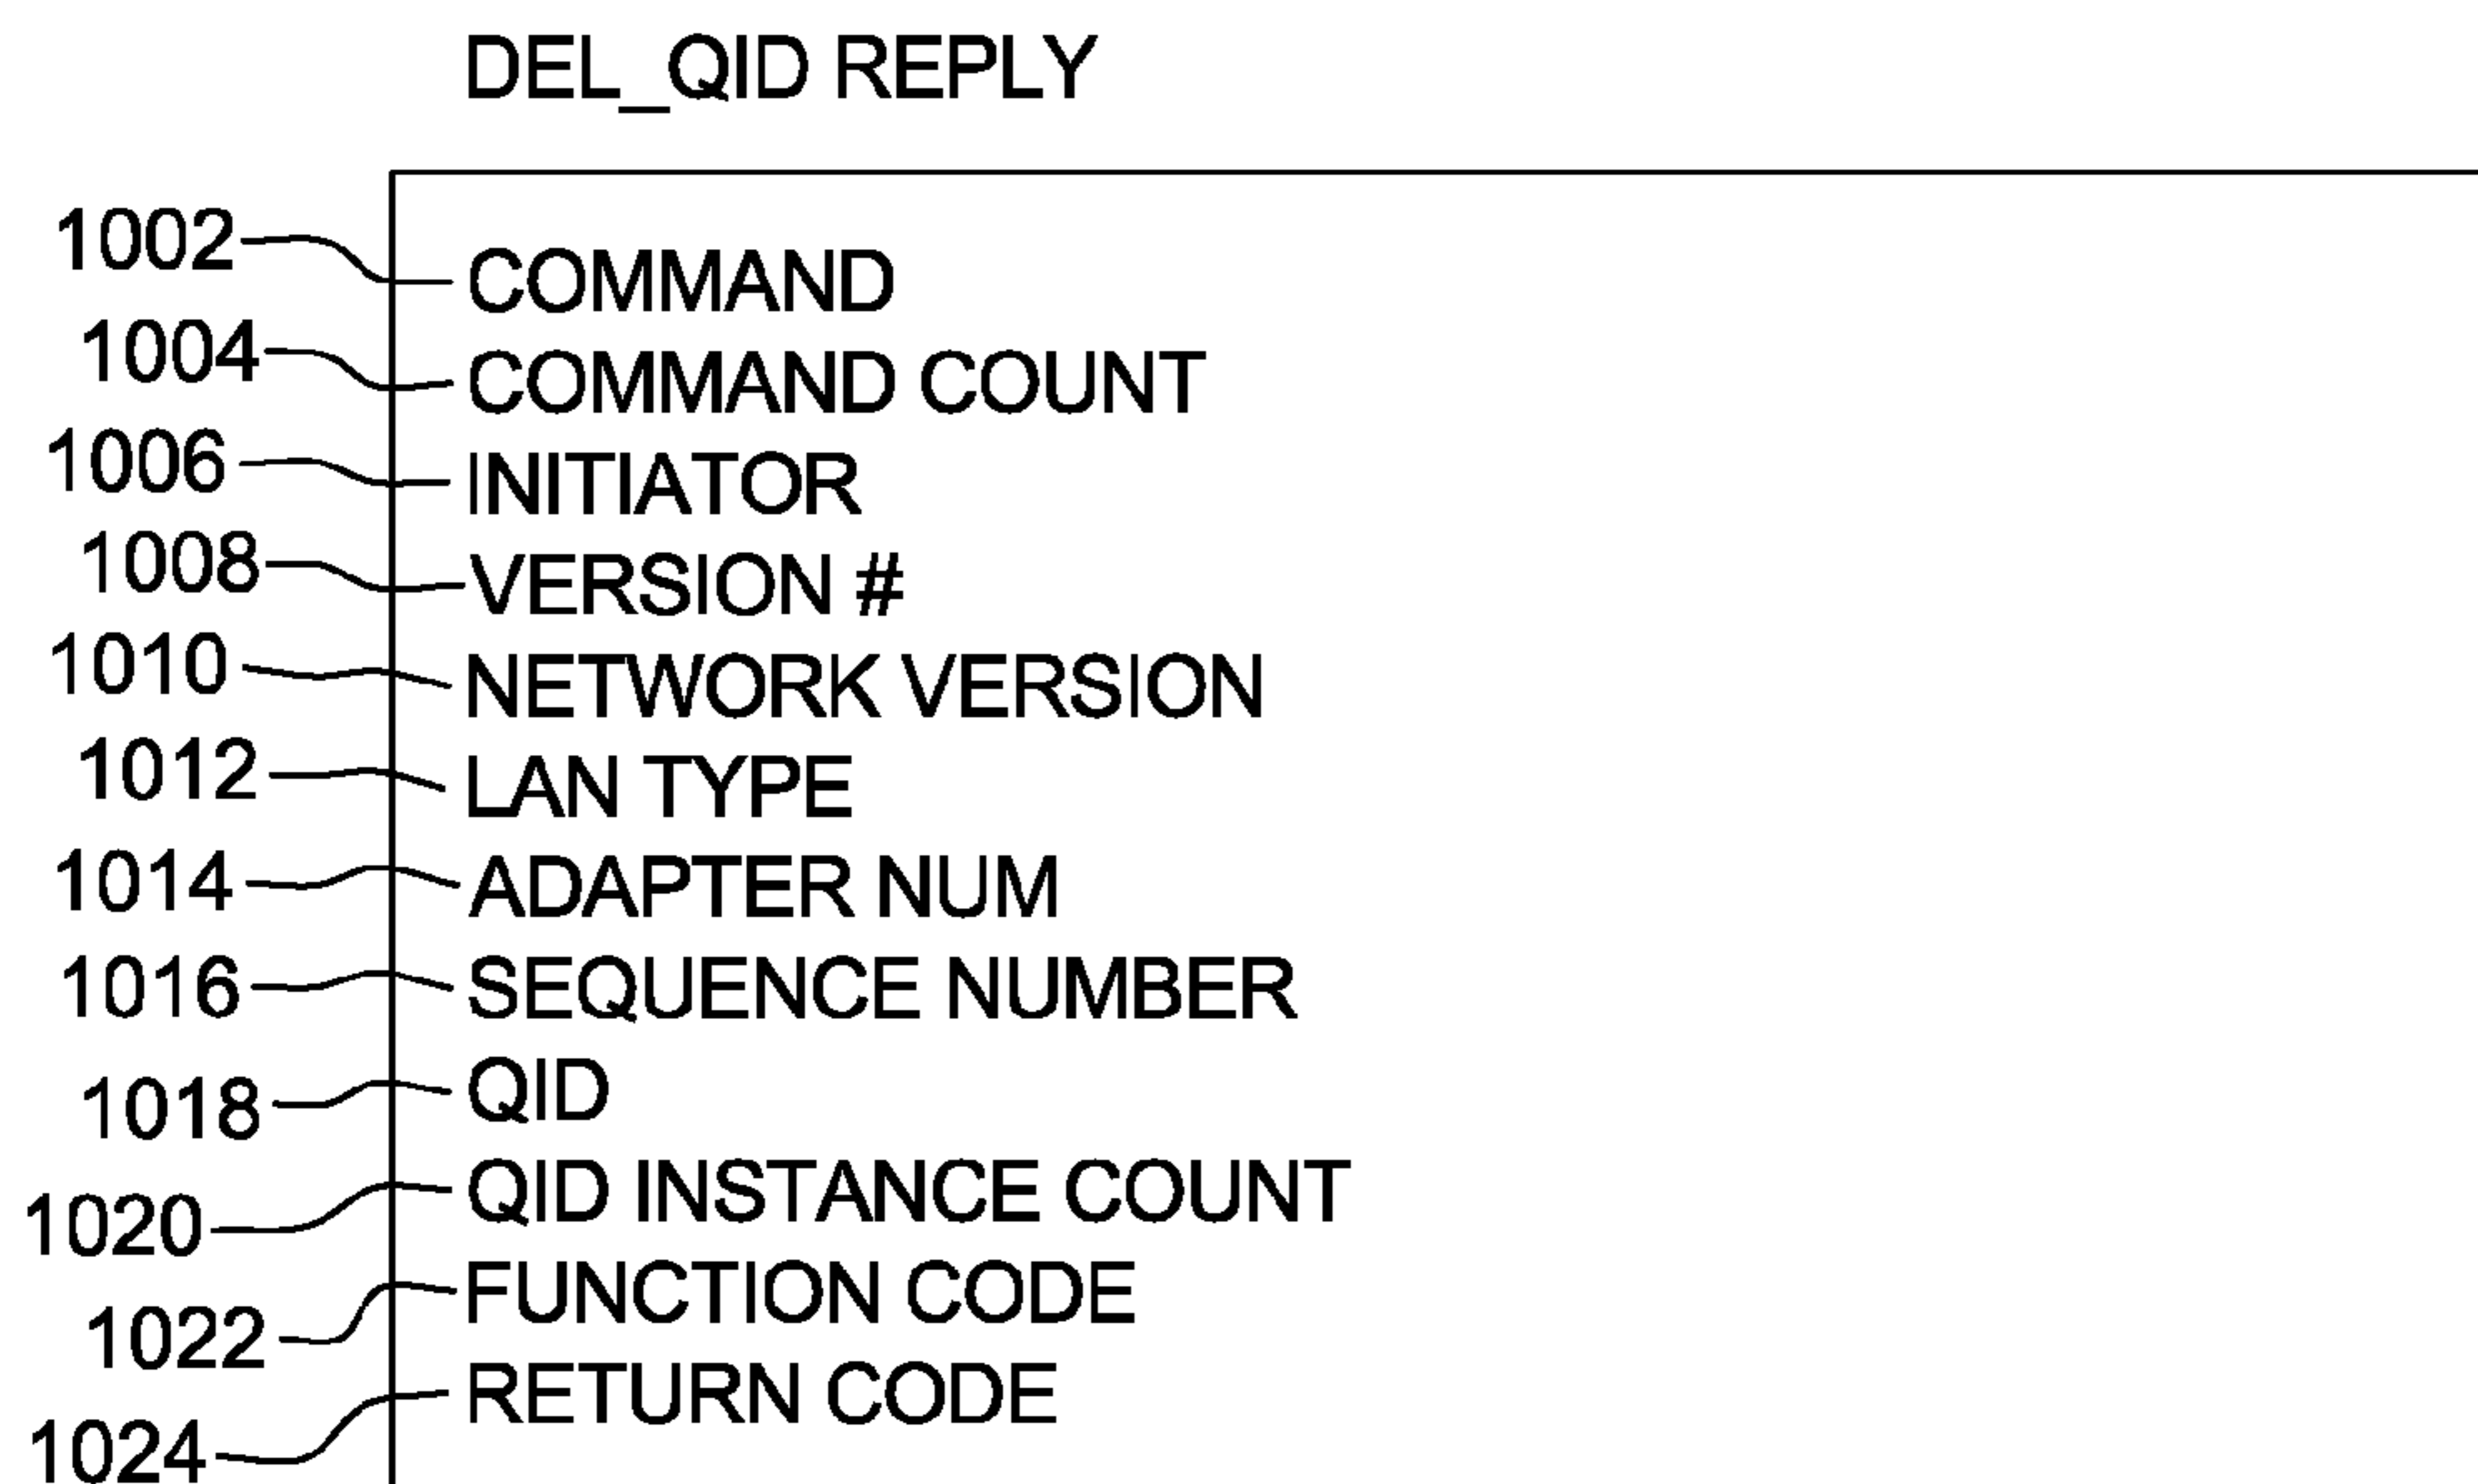 DEL_QID REPLY
1002 COMMAND
1004 COMMAND COUNT
1006 INITIATOR
1008 VERSION #
1010 NETWORK VERSION
1012 LAN TYPE
1014 ADAPTER NUM
1016 SEQUENCE NUMBER
1018 QID
1020 QID INSTANCE COUNT
1022 FUNCTION CODE
1024 RETURN CODE